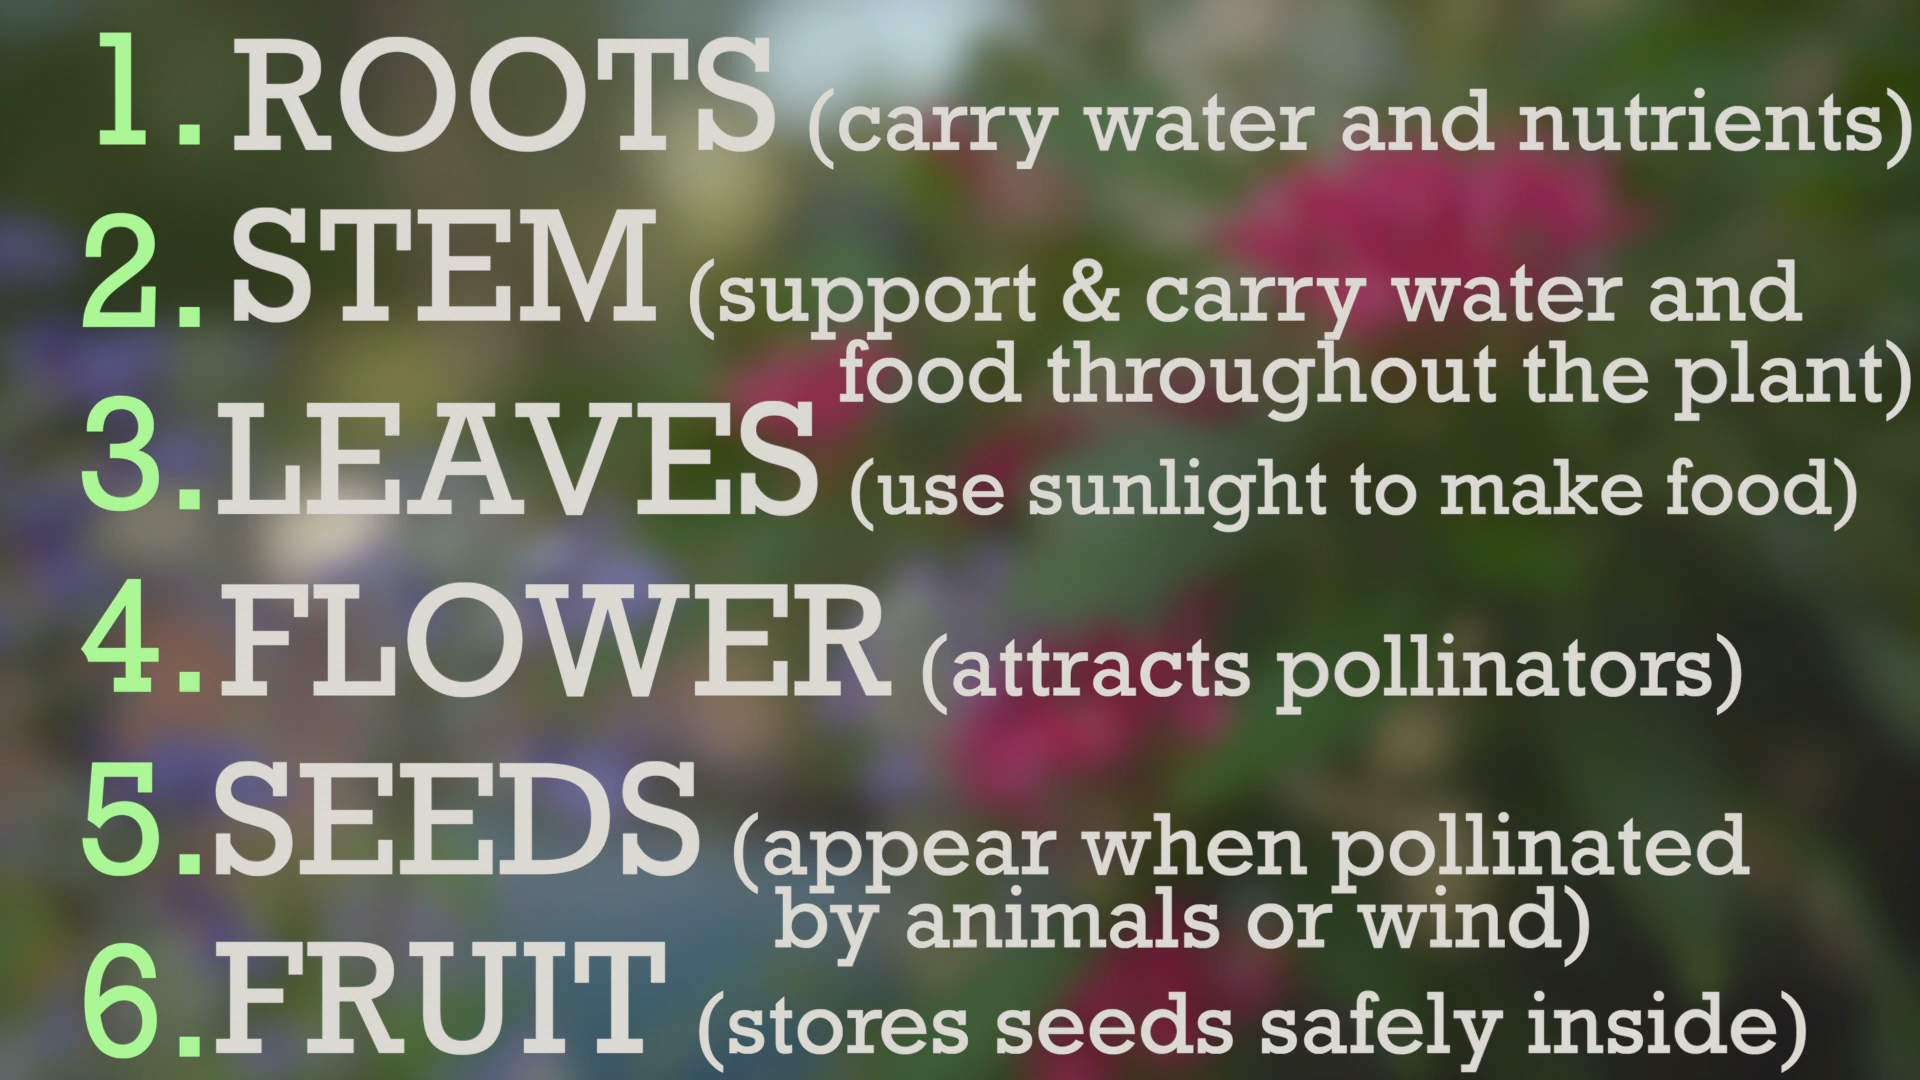 1. ROOTS (carry water and nutrients)
2. STEM (support & carry water and
food throughout the plant)
3. LEAVES (use sunlight to make food)
4. FLOWER (attracts pollinators)
5. SEEDS (appear when pollinated
by animals or wind)
6. FRUIT (stores seeds safely inside)